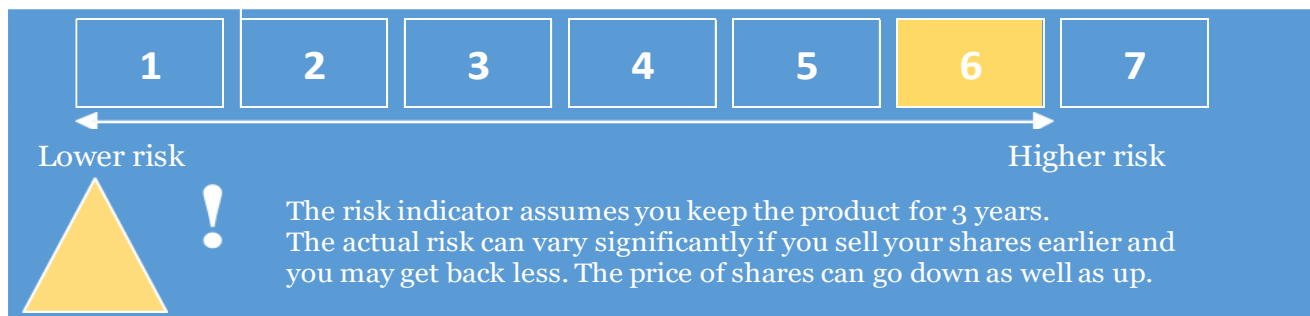 1 2 3 4 5 6 7
Lower risk Higher risk
!
The risk indicator assumes you keep the product for 3 years.
The actual risk can vary significantly if you sell your shares earlier and
you may get back less. The price of shares can go down as well as up.